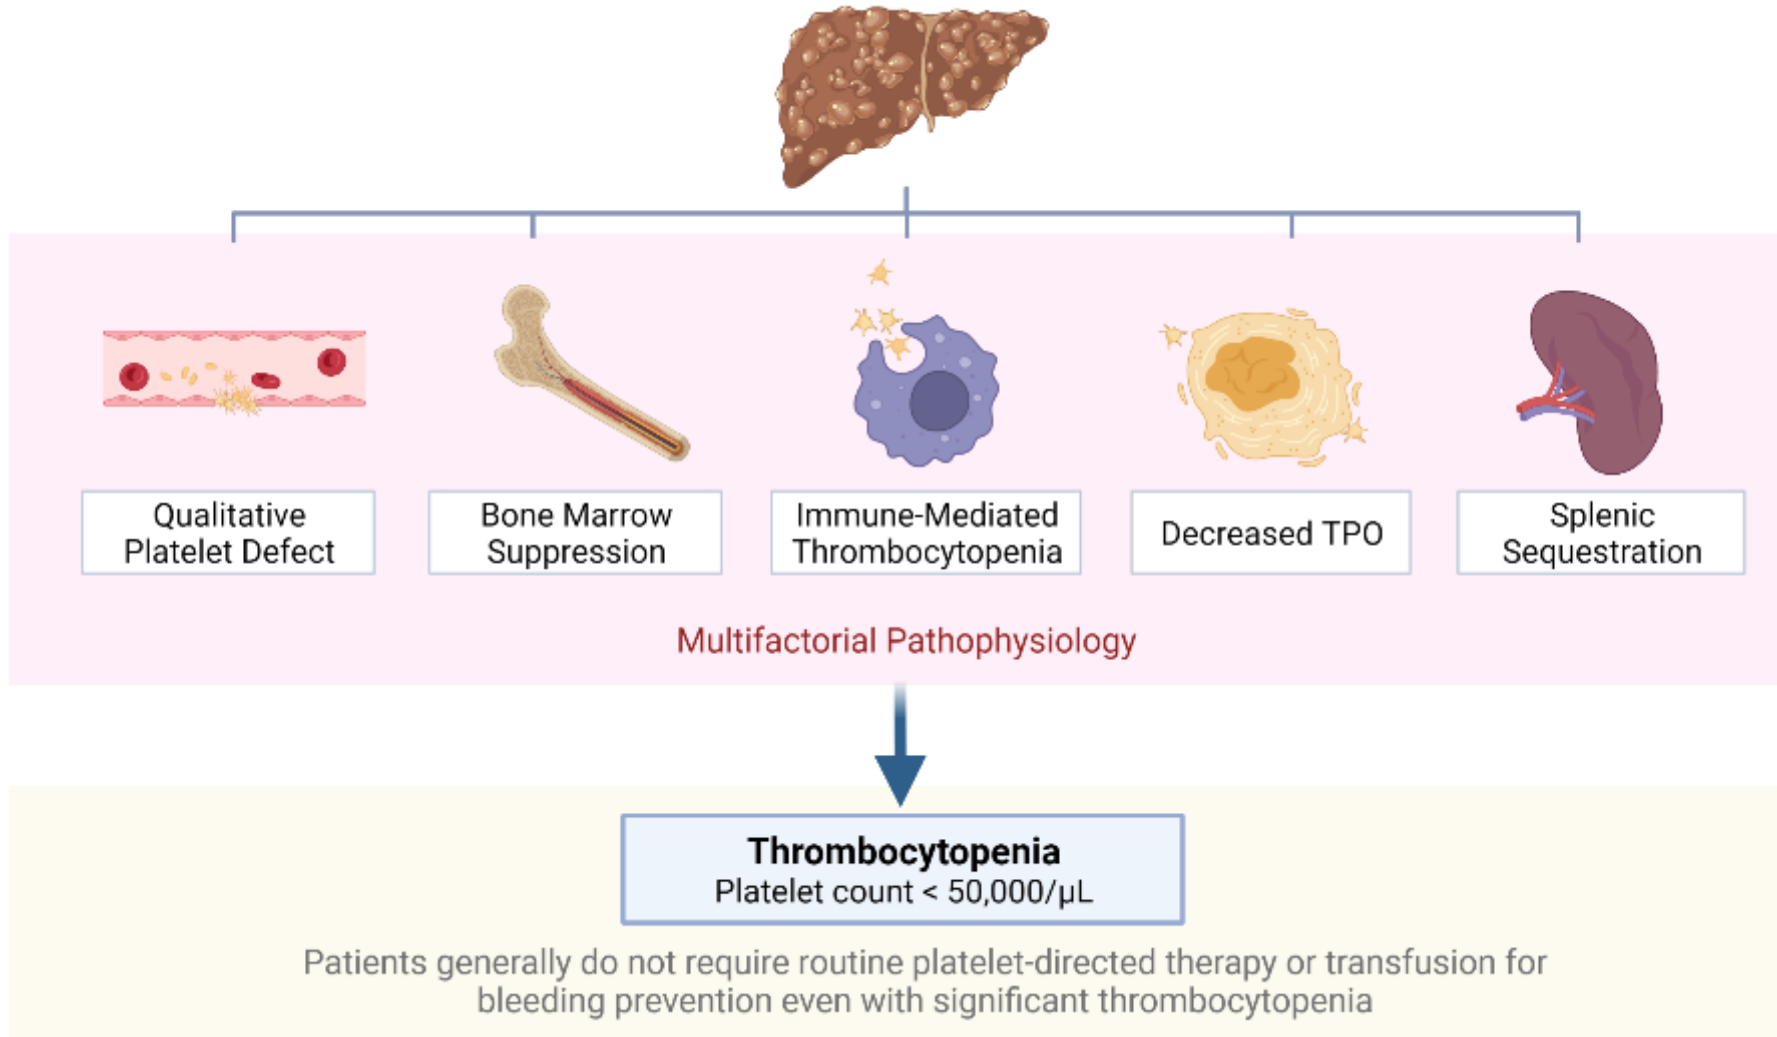 Qualitative
Platelet Defect
Bone Marrow
Suppression
Immune-Mediated
Thrombocytopenia
Decreased TPO
Splenic
Sequestration
Multifactorial Pathophysiology
Thrombocytopenia
Platelet count < 50,000/μL
Patients generally do not require routine platelet-directed therapy or transfusion for
bleeding prevention even with significant thrombocytopenia